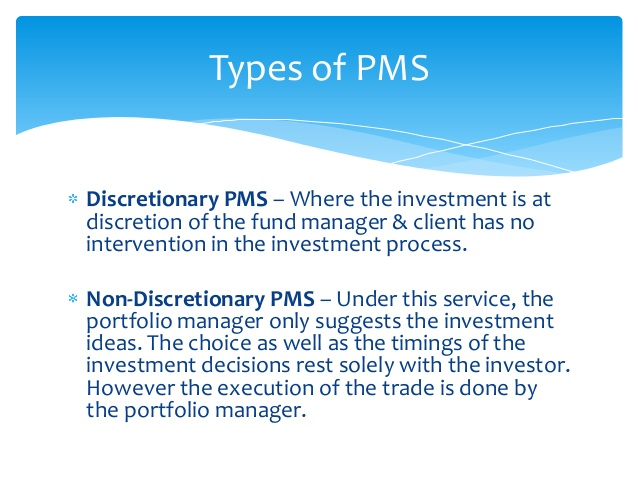 Types of PMS
Discretionary PMS – Where the investment is at
discretion of the fund manager & client has no
intervention in the investment process.
Non-Discretionary PMS – Under this service, the
portfolio manager only suggests the investment
ideas. The choice as well as the timings of the
investment decisions rest solely with the investor.
However the execution of the trade is done by
the portfolio manager.